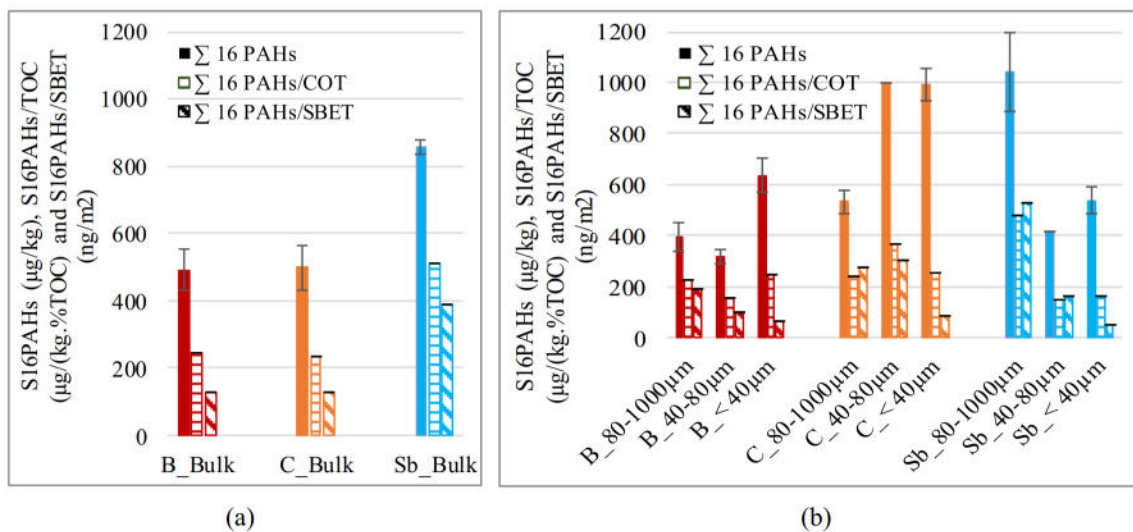 S16PAHs (μg/kg), S16PAHs/TOC
(μg/(kg.%TOC) and S16PAHs/SBET
(ng/m2)
1200
1000
800
600
400
200
0
∑ 16 PAHs
∑ 16 PAHs/COT
∑ 16 PAHs/SBET
B_Bulk
C_Bulk
Sb_Bulk
(a)
S16PAHs (μg/kg), S16PAHs/TOC
(μg/(kg.%TOC) and S16PAHs/SBET
(ng/m2)
1200
1000
800
600
400
200
0
∑ 16 PAHs
∑ 16 PAHs/COT
∑ 16 PAHs/SBET
B_80-1000μm
B_40-80μm
B_<40μm
C_80-1000μm
C_40-80μm
C_<40μm
Sb_80-1000μm
Sb_40-80μm
Sb_<40μm
(b)